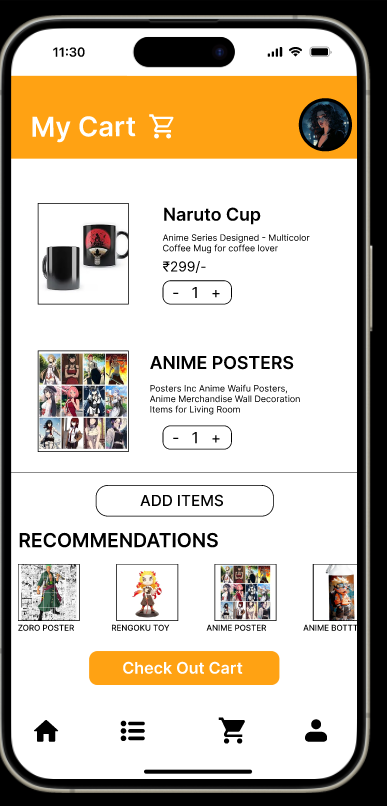 11:30
My Cart
Naruto Cup
Anime Series Designed - Multicolor
Coffee Mug for coffee lover
₹299/-
- 1 +
ANIME POSTERS
Posters Inc Anime Waifu Posters,
Anime Merchandise Wall Decoration
Items for Living Room
- 1 +
ADD ITEMS
RECOMMENDATIONS
ZORO POSTER RENGOKU TOY ANIME POSTER ANIME BOTTT
Check Out Cart